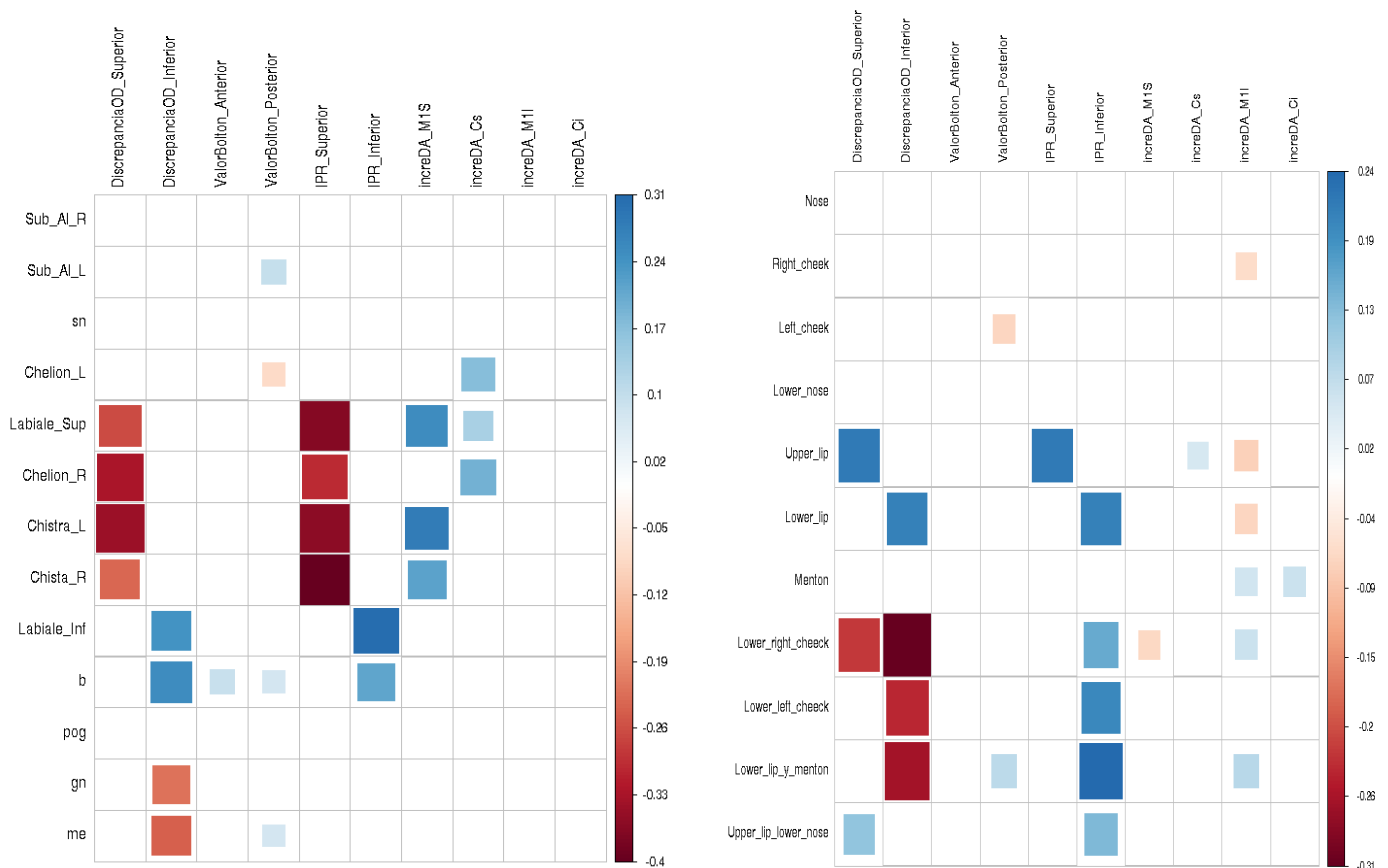 DiscrepanciaOD_Superior
DiscrepanciaOD_Inferior
ValorBolton_Anterior
ValorBolton_Posterior
IPR_Superior
IPR_Inferior
increDA_M1S
increDA_Cs
increDA_M1I
increDA_Ci
Sub_Al_R
Sub_Al_L
sn
Chelion_L
Labiale_Sup
Chelion_R
Chistra_L
Chista_R
Labiale_Inf
b
pog
gn
me
0.31
0.24
0.17
0.1
0.02
-0.05
-0.12
-0.19
-0.26
-0.33
-0.4
DiscrepanciaOD_Superior
DiscrepanciaOD_Inferior
ValorBolton_Anterior
ValorBolton_Posterior
IPR_Superior
IPR_Inferior
increDA_M1S
increDA_Cs
increDA_M1I
increDA_Ci
Nose
Right_cheek
Left_cheek
Lower_nose
Upper_lip
Lower_lip
Menton
Lower_right_cheeck
Lower_left_cheeck
Lower_lip_y_menton
Upper_lip_lower_nose
0.24
0.19
0.13
0.07
0.02
-0.04
-0.09
-0.15
-0.2
-0.26
-0.31